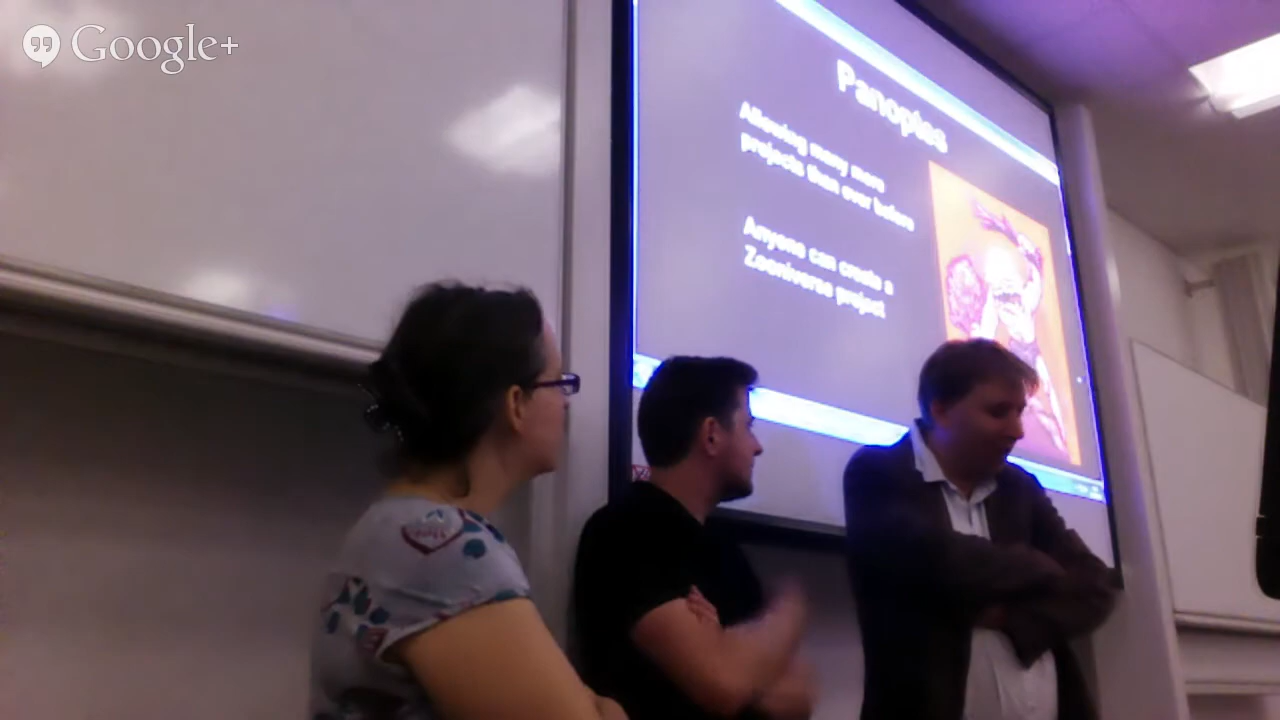 Google+
Panoptes
Allowing many more
projects than ever before
Anyone can create a
Zooniverse project